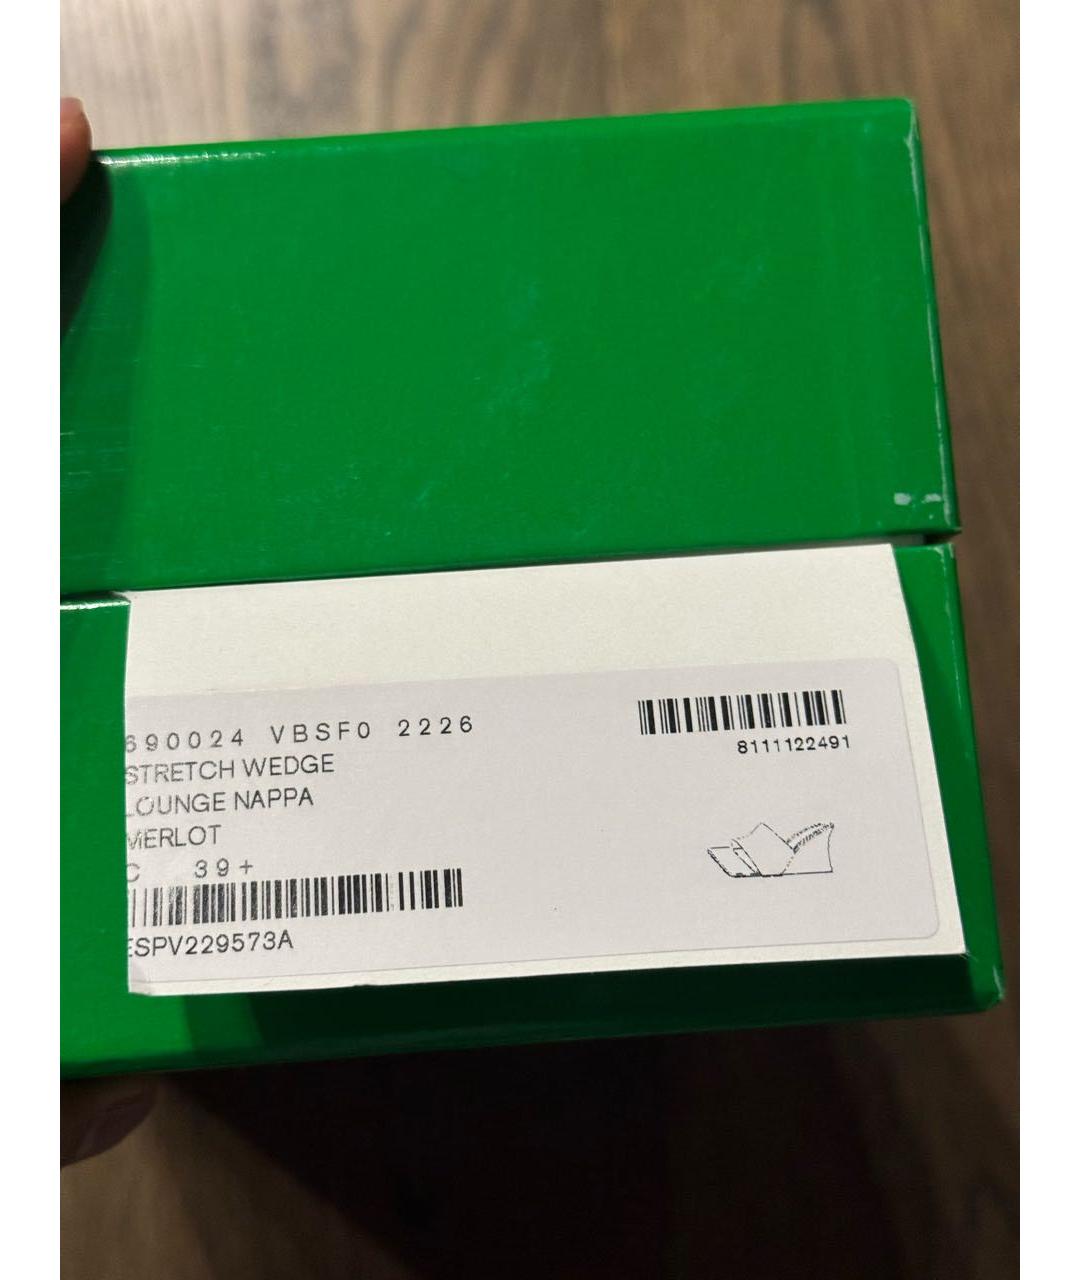 690024 VBSF0 2226
8111122491
STRETCH WEDGE
LOUNGE NAPPA
MERLOT
C 39+
ESPV229573A